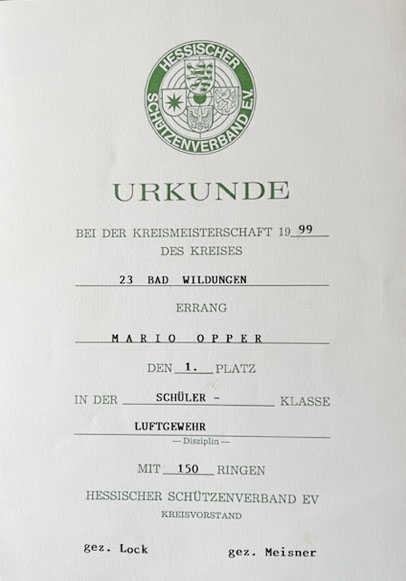 HESSISCHER
SCHÜTZENVERBAND E.V.
URKUNDE
BEI DER KREISMEISTERSCHAFT 19 99
DES KREISES
23 BAD WILDUNGEN
ERRANG
MARIO OPPER
DEN 1. PLATZ
IN DER SCHÜLER - KLASSE
LUFTGEWEHR
— Disziplin —
MIT 150 RINGEN
HESSISCHER SCHÜTZENVERBAND EV
KREISVORSTAND
gez. Lock gez. Meisner